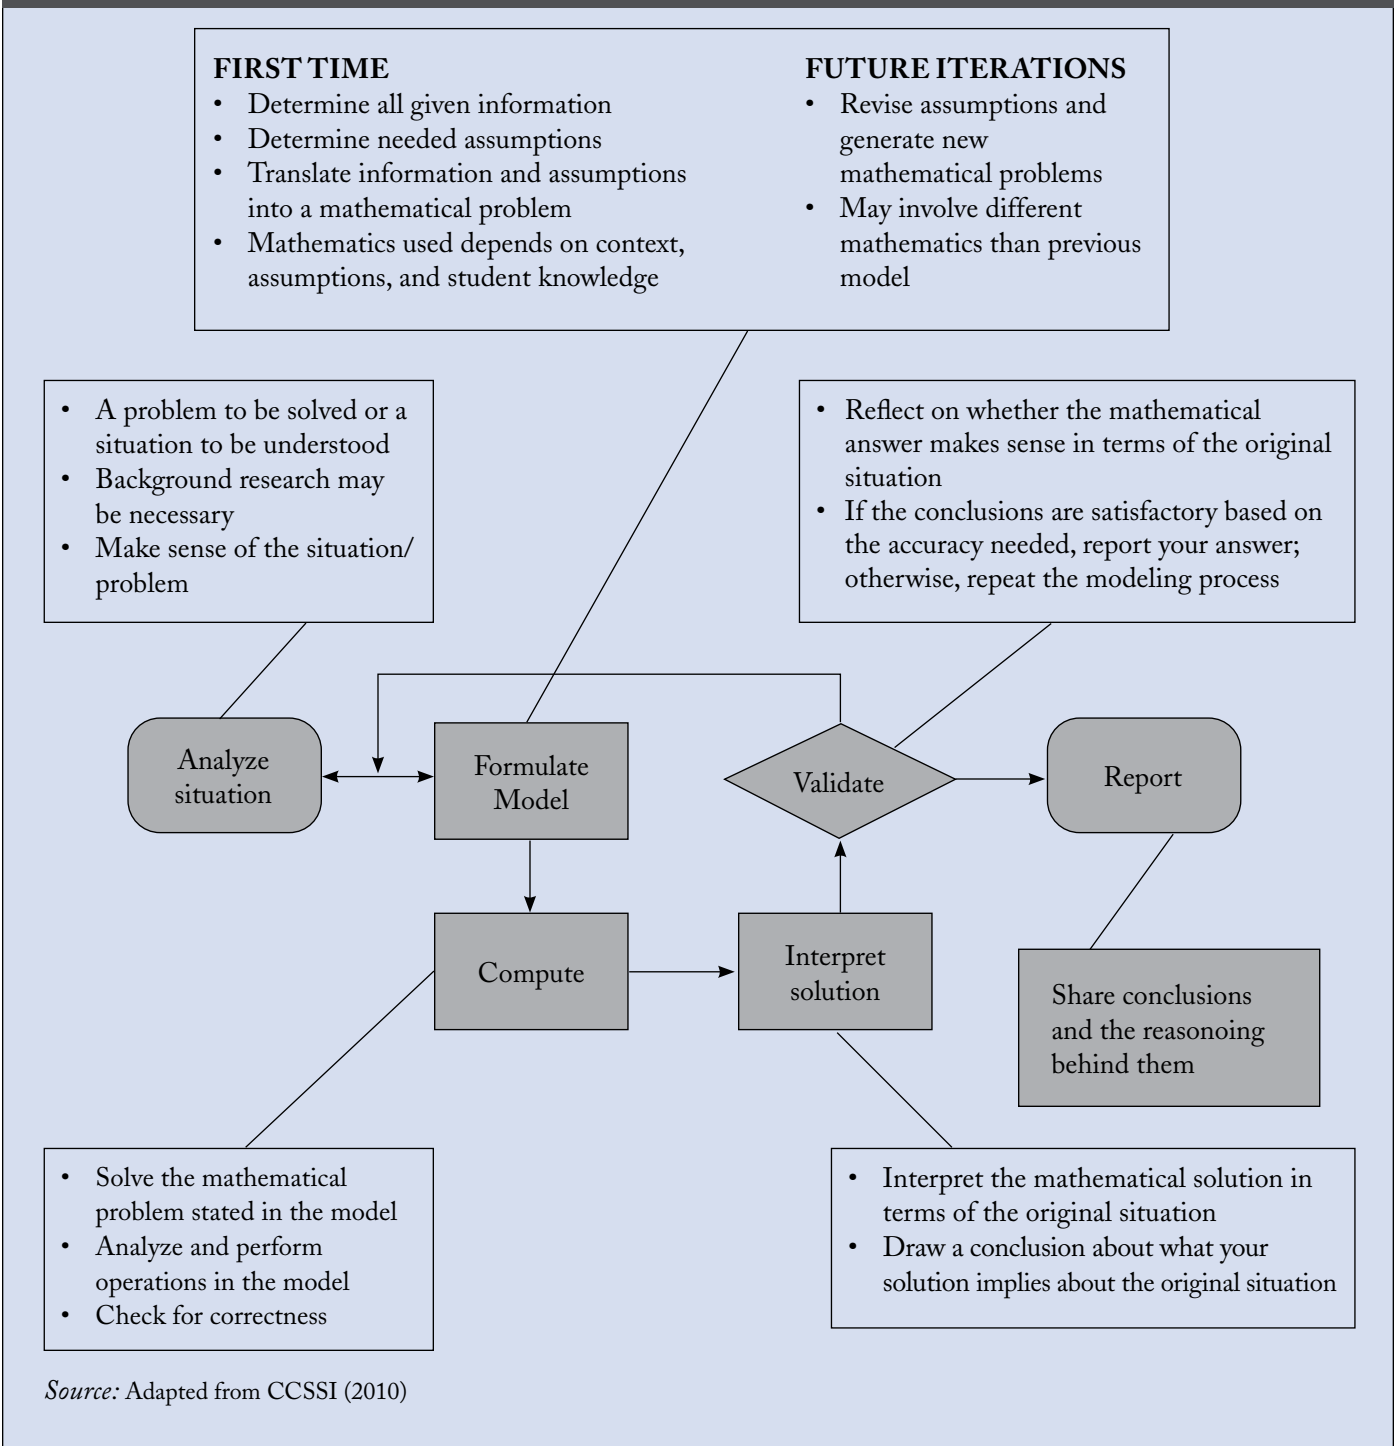 FIRST TIME
• Determine all given information
• Determine needed assumptions
• Translate information and assumptions
into a mathematical problem
• Mathematics used depends on context,
assumptions, and student knowledge
FUTURE ITERATIONS
• Revise assumptions and
generate new
mathematical problems
• May involve different
mathematics than previous
model
• A problem to be solved or a
situation to be understood
• Background research may
be necessary
• Make sense of the situation/
problem
• Reflect on whether the mathematical
answer makes sense in terms of the original
situation
• If the conclusions are satisfactory based on
the accuracy needed, report your answer;
otherwise, repeat the modeling process
Analyze
situation
Formulate
Model
Validate
Report
Compute
Interpret
solution
Share conclusions
and the reasonoing
behind them
• Solve the mathematical
problem stated in the model
• Analyze and perform
operations in the model
• Check for correctness
• Interpret the mathematical solution in
terms of the original situation
• Draw a conclusion about what your
solution implies about the original situation
Source: Adapted from CCSSI (2010)